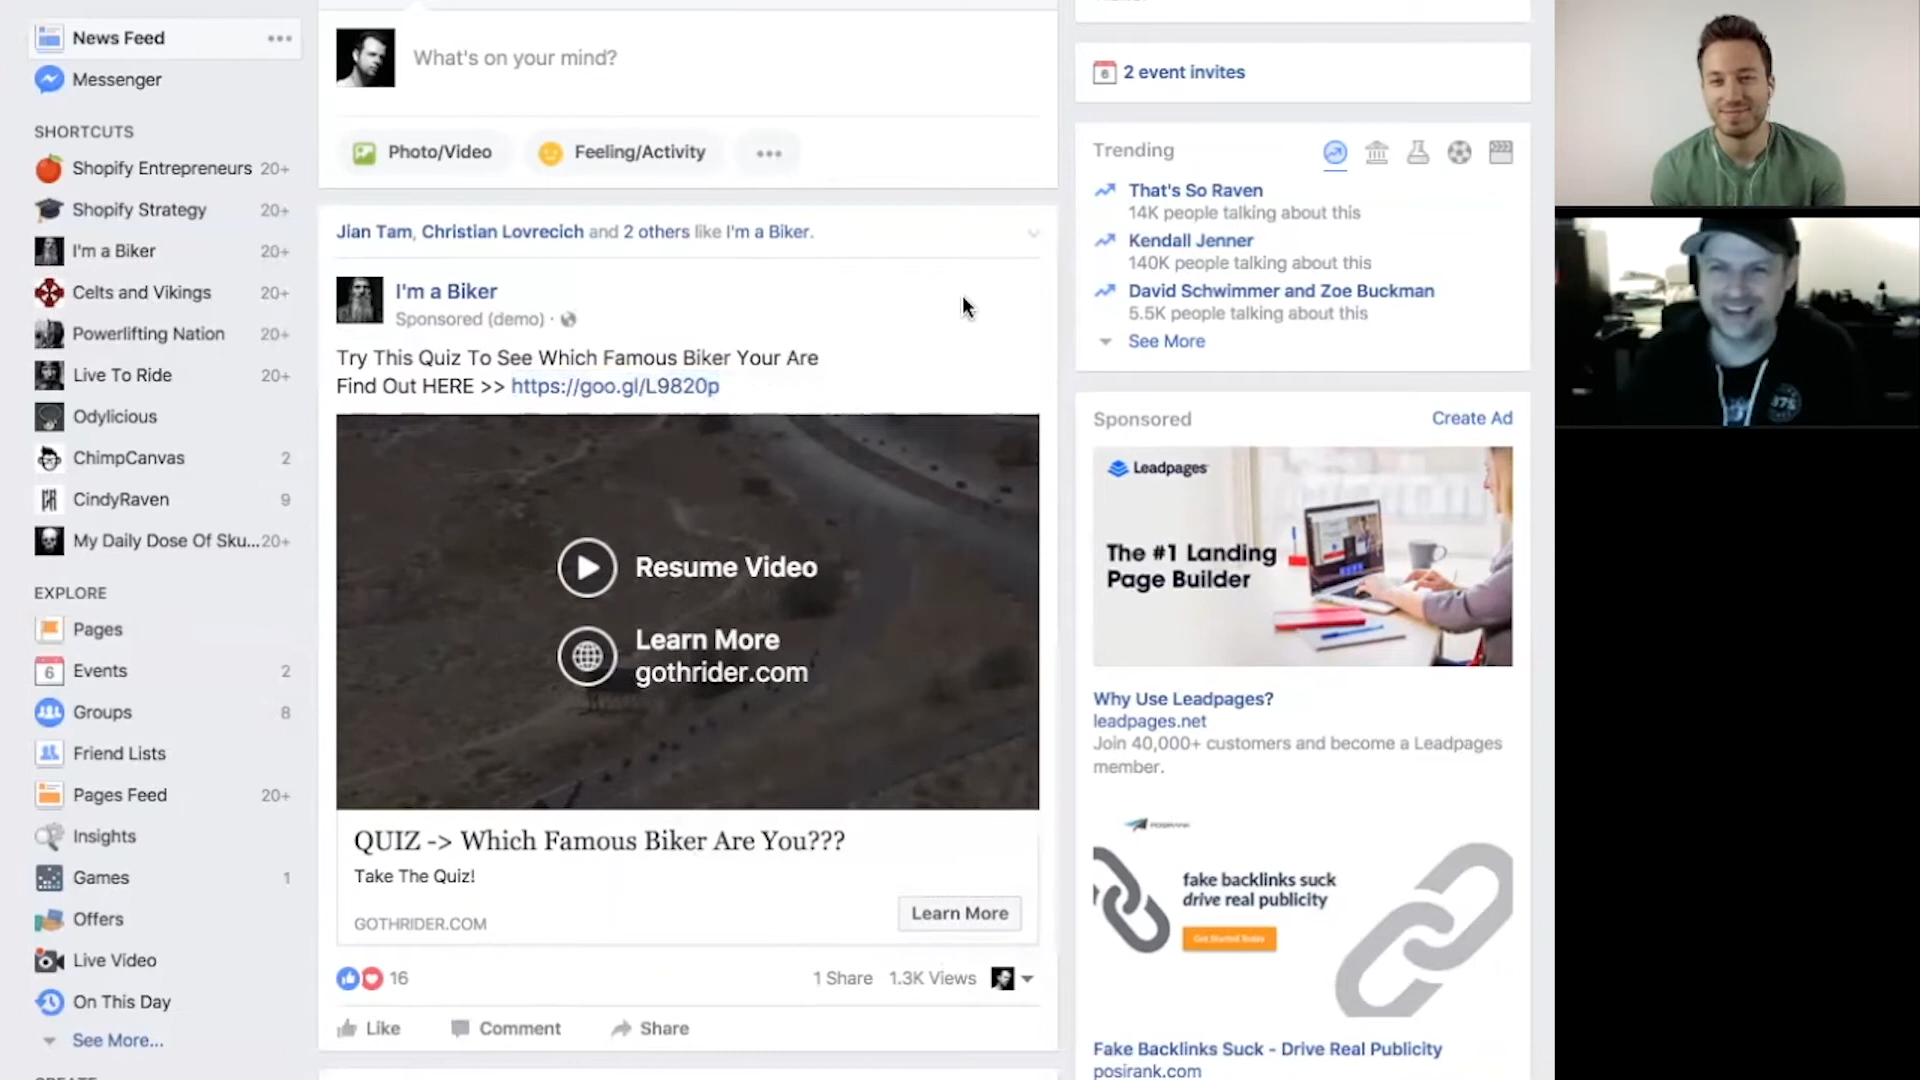 News Feed
Messenger
SHORTCUTS
Shopify Entrepreneurs 20+
Shopify Strategy 20+
I'm a Biker 20+
Celts and Vikings 20+
Powerlifting Nation 20+
Live To Ride 20+
Odylicious
ChimpCanvas 2
CindyRaven 9
My Daily Dose Of Sku... 20+
EXPLORE
Pages
6
Events 2
Groups 8
Friend Lists
Pages Feed 20+
Insights
Games 1
Offers
Live Video
On This Day
See More...
What's on your mind?
Photo/Video
Feeling/Activity
Jian Tam, Christian Lovrecich and 2 others like I'm a Biker.
I'm a Biker
Sponsored (demo) ·
Try This Quiz To See Which Famous Biker Your Are
Find Out HERE >> https://goo.gl/L9820p
Resume Video
Learn More
gothrider.com
QUIZ -> Which Famous Biker Are You???
Take The Quiz!
GOTHRIDER.COM
Learn More
16
1 Share 1.3K Views
Like Comment Share
6
2 event invites
Trending
That's So Raven
14K people talking about this
Kendall Jenner
140K people talking about this
David Schwimmer and Zoe Buckman
5.5K people talking about this
See More
Sponsored Create Ad
Leadpages
The #1 Landing
Page Builder
Why Use Leadpages?
leadpages.net
Join 40,000+ customers and become a Leadpages
member.
POSIRANK
fake backlinks suck
drive real publicity
Get Started Today
Fake Backlinks Suck - Drive Real Publicity
posirank.com